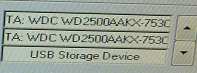 TA: WDC WD2500AAKX-753C
TA: WDC WD2500AAKX-753C
USB Storage Device